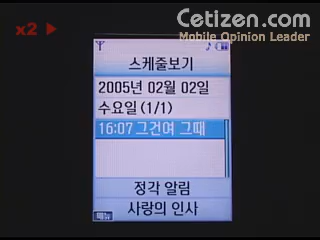 Cetizen.com
Mobile Opinion Leader
x2
스케줄보기
2005년 02월 02일
수요일 (1/1)
16:07 그건여 그때
정각 알림
사랑의 인사
메뉴